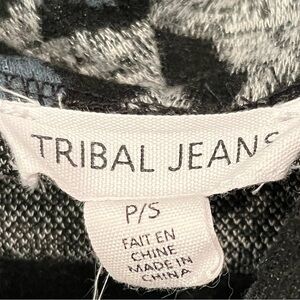 TRIBAL JEANS
P/S
FAIT EN
CHINE
MADE IN
CHINA